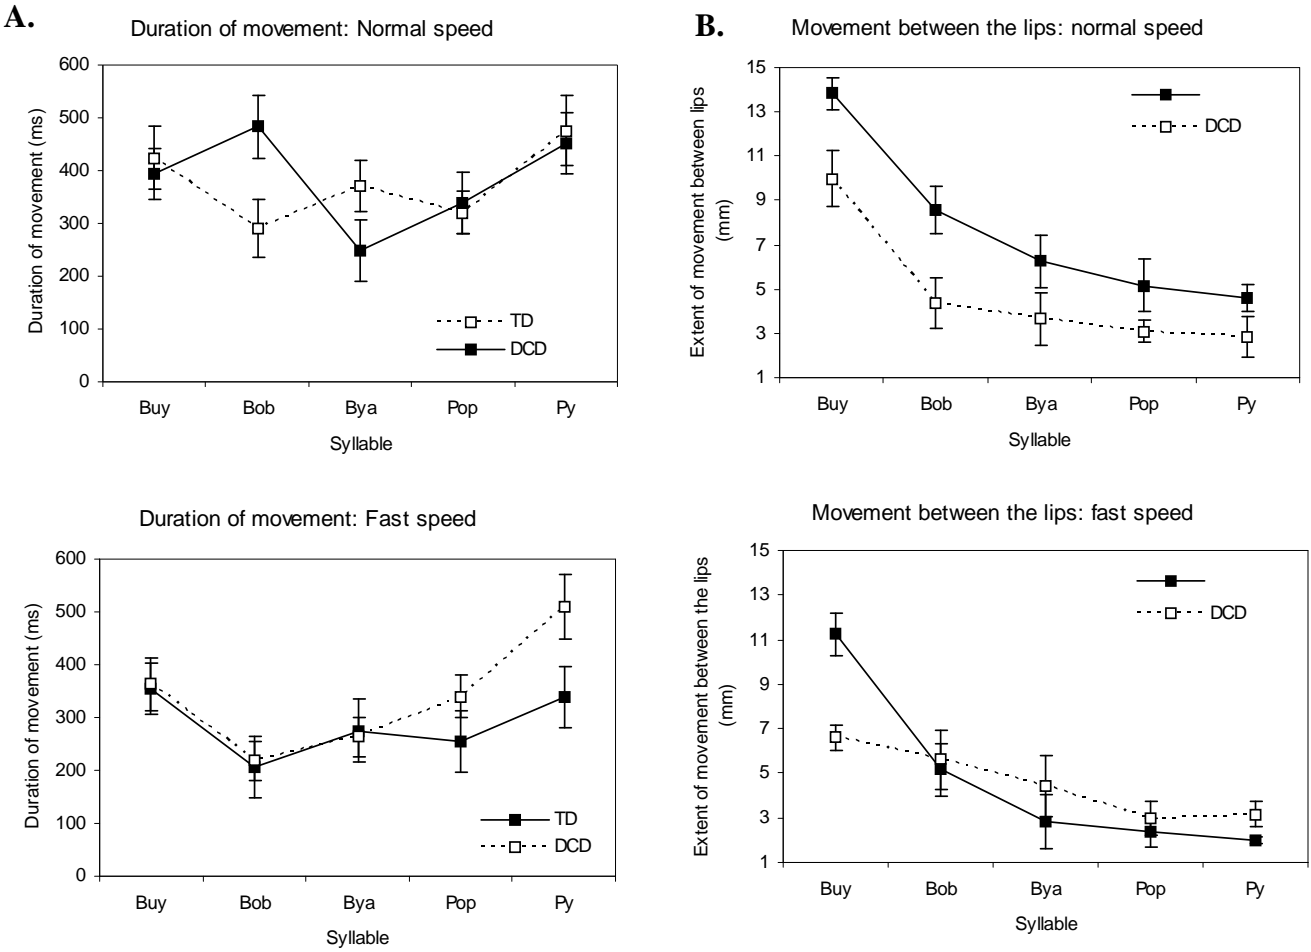 A.
Duration of movement: Normal speed
Duration of movement (ms)
600
500
400
300
200
100
0
TD
DCD
Buy Bob Bya Pop Py
Syllable
B.
Movement between the lips: normal speed
Extent of movement between lips
(mm)
15
13
11
9
7
5
3
1
DCD
Buy Bob Bya Pop Py
Syllable
Duration of movement: Fast speed
Duration of movement (ms)
600
500
400
300
200
100
0
TD
DCD
Buy Bob Bya Pop Py
Syllable
Movement between the lips: fast speed
Extent of movement between the lips
(mm)
15
13
11
9
7
5
3
1
DCD
Buy Bob Bya Pop Py
Syllable